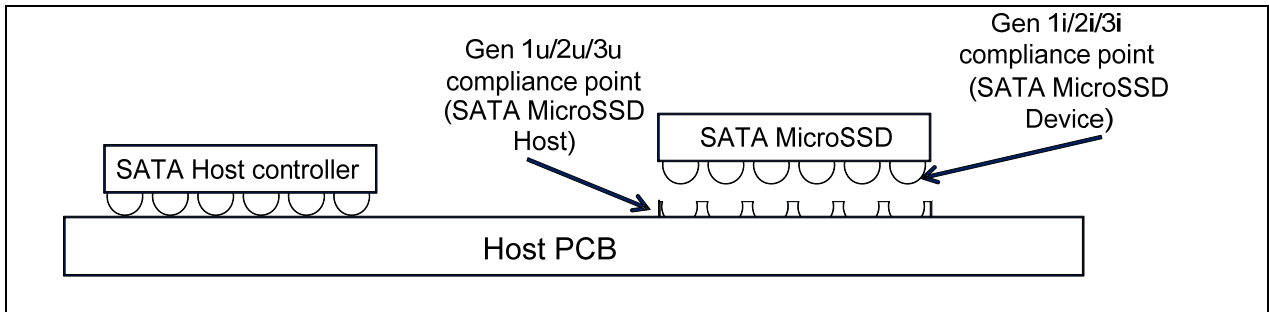 Gen 1u/2u/3u
compliance point
(SATA MicroSSD
Host)
Gen 1i/2i/3i
compliance point
(SATA MicroSSD
Device)
SATA Host controller
SATA MicroSSD
Host PCB